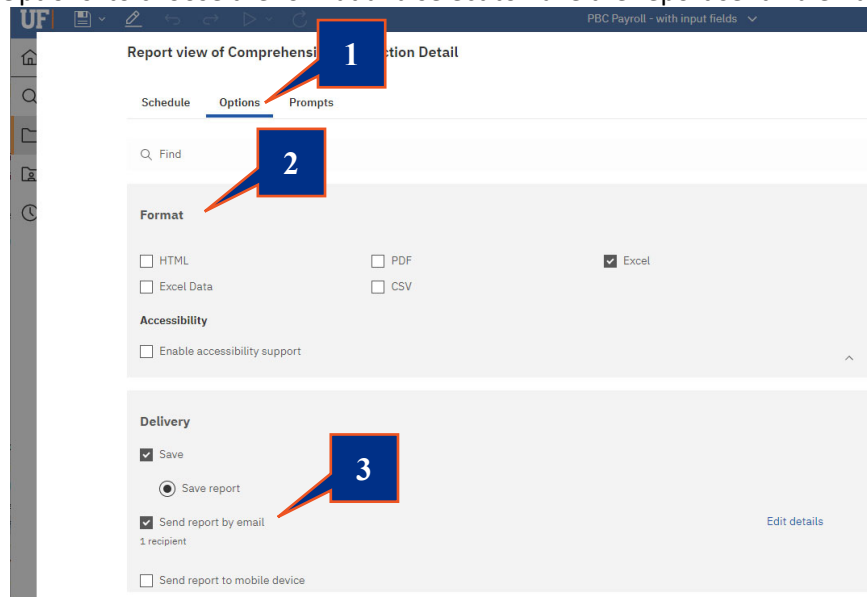 UF PBC Payroll - with input fields
Report view of Comprehensi 1 ction Detail
Schedule Options Prompts
Find
2
Format
HTML PDF Excel
Excel Data CSV
Accessibility
Enable accessibility support
Delivery
Save
3
Save report
Send report by email Edit details
1 recipient
Send report to mobile device